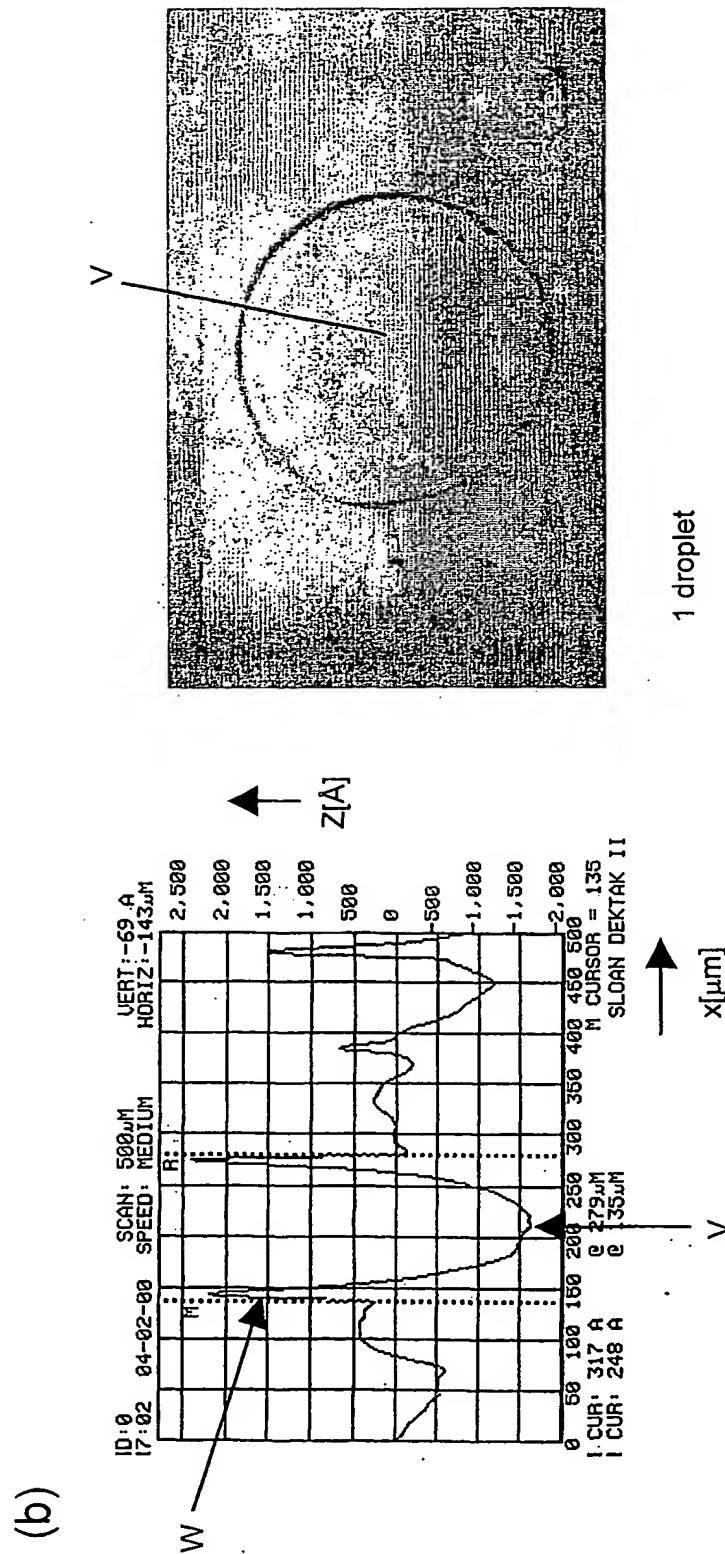 (b)
ID:0 SCAN: 500µM VERT:-69 A
17:02 04-02-00 SPEED: MEDIUM HORIZ:-143µM
W
M
R:
2,500
2,000
1,500
1,000
500
0
-500
-1,000
-1,500
-2,000
Z[Å]
0 50 100 150 200 250 300 350 400 450 500
CUR: 317 A @ 279µM M CURSOR = 135
CUR: 248 A @ 135µM SLOAN DEKTAK II
V
x[µm]
V
1 droplet